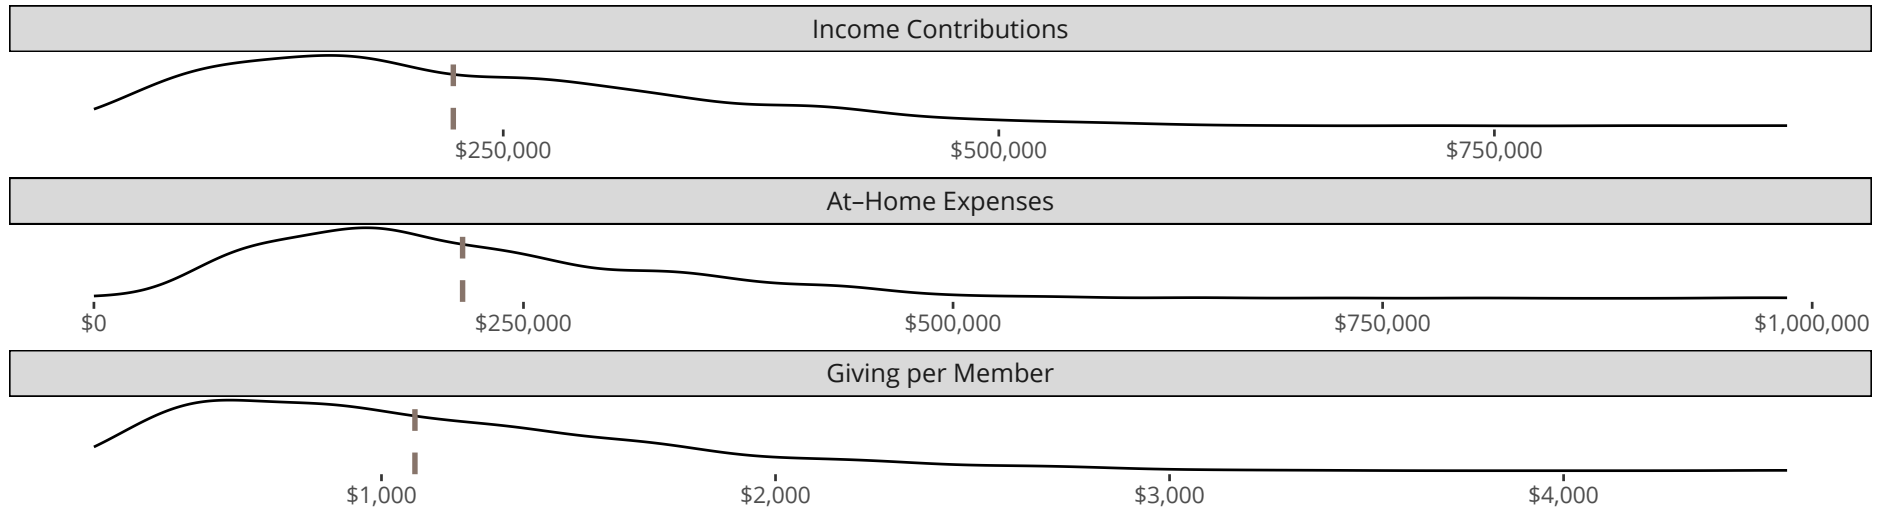 Income Contributions
$250,000 $500,000 $750,000
At–Home Expenses
$0 $250,000 $500,000 $750,000 $1,000,000
Giving per Member
$1,000 $2,000 $3,000 $4,000